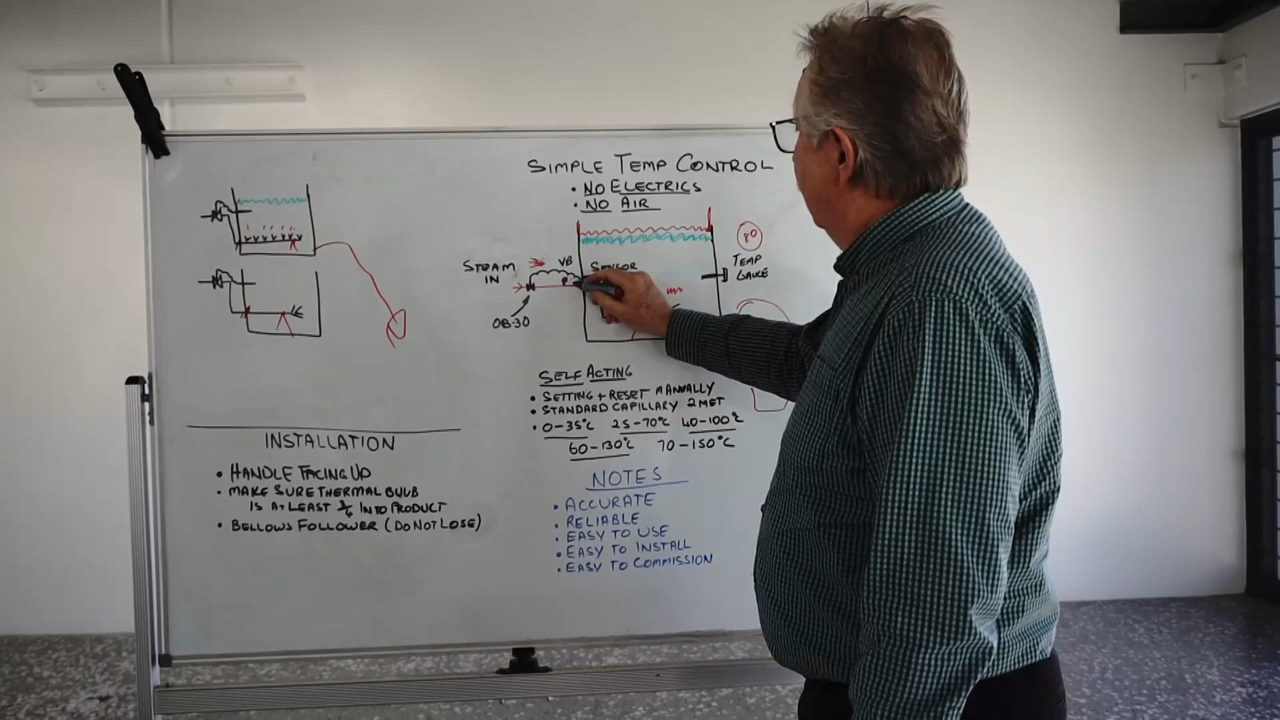 SIMPLE TEMP CONTROL
• NO ELECTRICS
• NO AIR
80
STEAM IN
VB
SENSOR
TEMP GAUGE
OB-30
SELF ACTING
• SETTING + RESET MANUALLY
• STANDARD CAPILLARY 2MET
• 0-35°C 25-70°C 40-100°C
60-130°C 70-150°C
INSTALLATION
• HANDLE FACING UP
• MAKE SURE THERMAL BULB
IS AT LEAST 3/4 INTO PRODUCT
• BELLOWS FOLLOWER (DO NOT LOSE)
NOTES
• ACCURATE
• RELIABLE
• EASY TO USE
• EASY TO INSTALL
• EASY TO COMMISSION